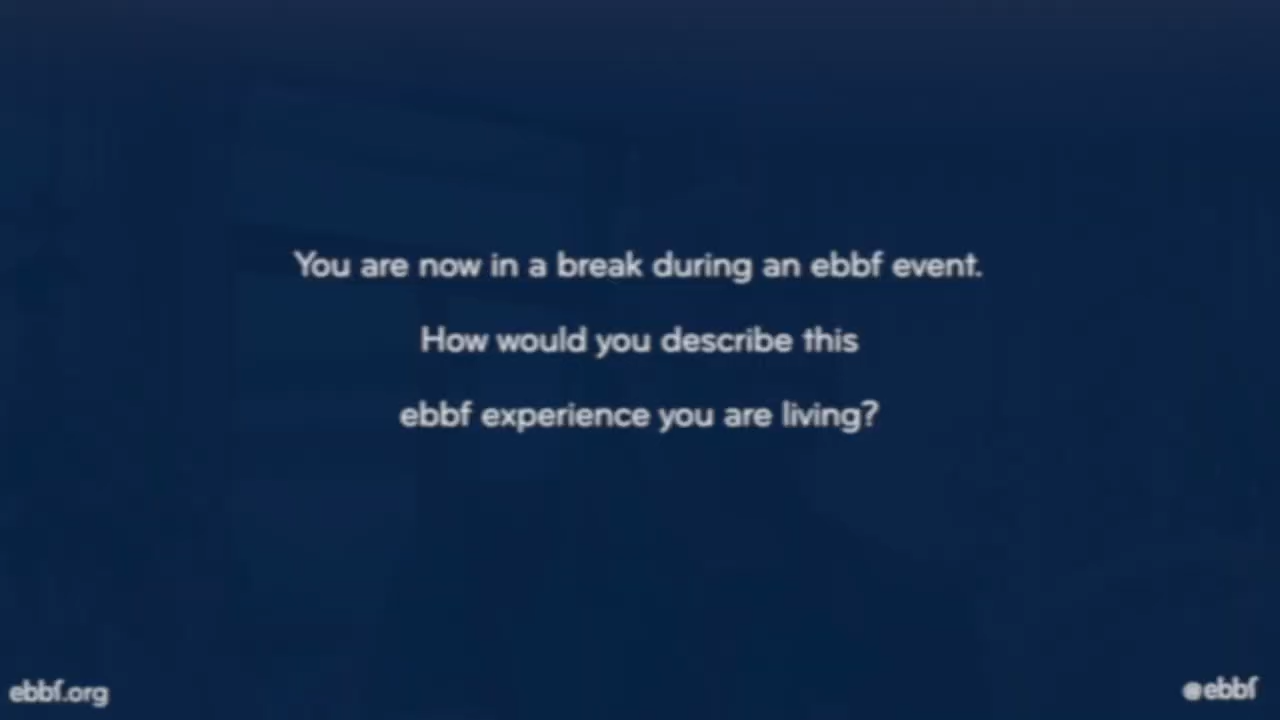 You are now in a break during an ebbf event.
How would you describe this
ebbf experience you are living?
ebbf.org
@ebbf